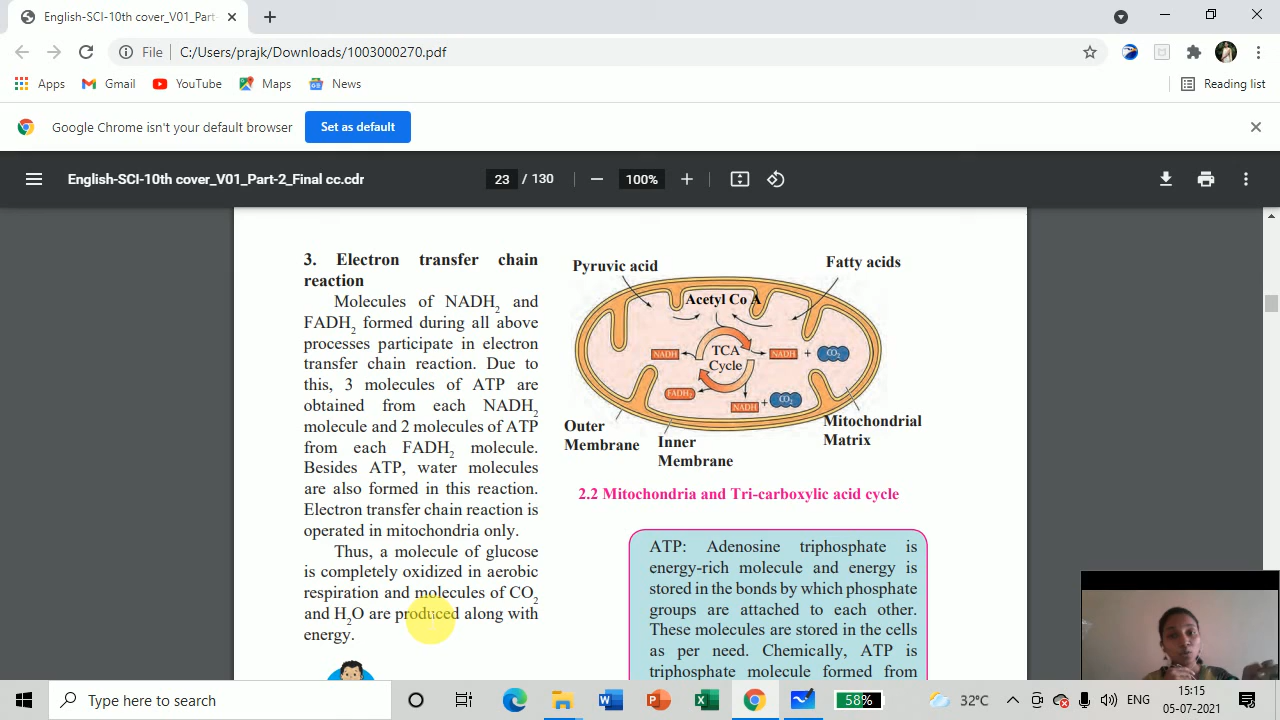 English-SCI-10th cover_V01_Part-
File
C:/Users/prajk/Downloads/1003000270.pdf
Apps
Gmail
YouTube
Maps
News
Reading list
Google Chrome isn't your default browser
Set as default
English-SCI-10th cover_V01_Part-2_Final cc.cdr
23 / 130
100%
3. Electron transfer chain
reaction
Molecules of NADH₂ and
FADH₂ formed during all above
processes participate in electron
transfer chain reaction. Due to
this, 3 molecules of ATP are
obtained from each NADH₂
molecule and 2 molecules of ATP
from each FADH₂ molecule.
Besides ATP, water molecules
are also formed in this reaction.
Electron transfer chain reaction is
operated in mitochondria only.
Thus, a molecule of glucose
is completely oxidized in aerobic
respiration and molecules of CO₂
and H₂O are produced along with
energy.
Pyruvic acid
Fatty acids
Acetyl Co A
TCA
Cycle
NADH
NADH + CO₂
FADH₂
NADH + CO₂
Outer
Membrane
Inner
Membrane
Mitochondrial
Matrix
2.2 Mitochondria and Tri-carboxylic acid cycle
ATP: Adenosine triphosphate is
energy-rich molecule and energy is
stored in the bonds by which phosphate
groups are attached to each other.
These molecules are stored in the cells
as per need. Chemically, ATP is
triphosphate molecule formed from
Type here to search
58%
32°C
ENG
15:15
05-07-2021